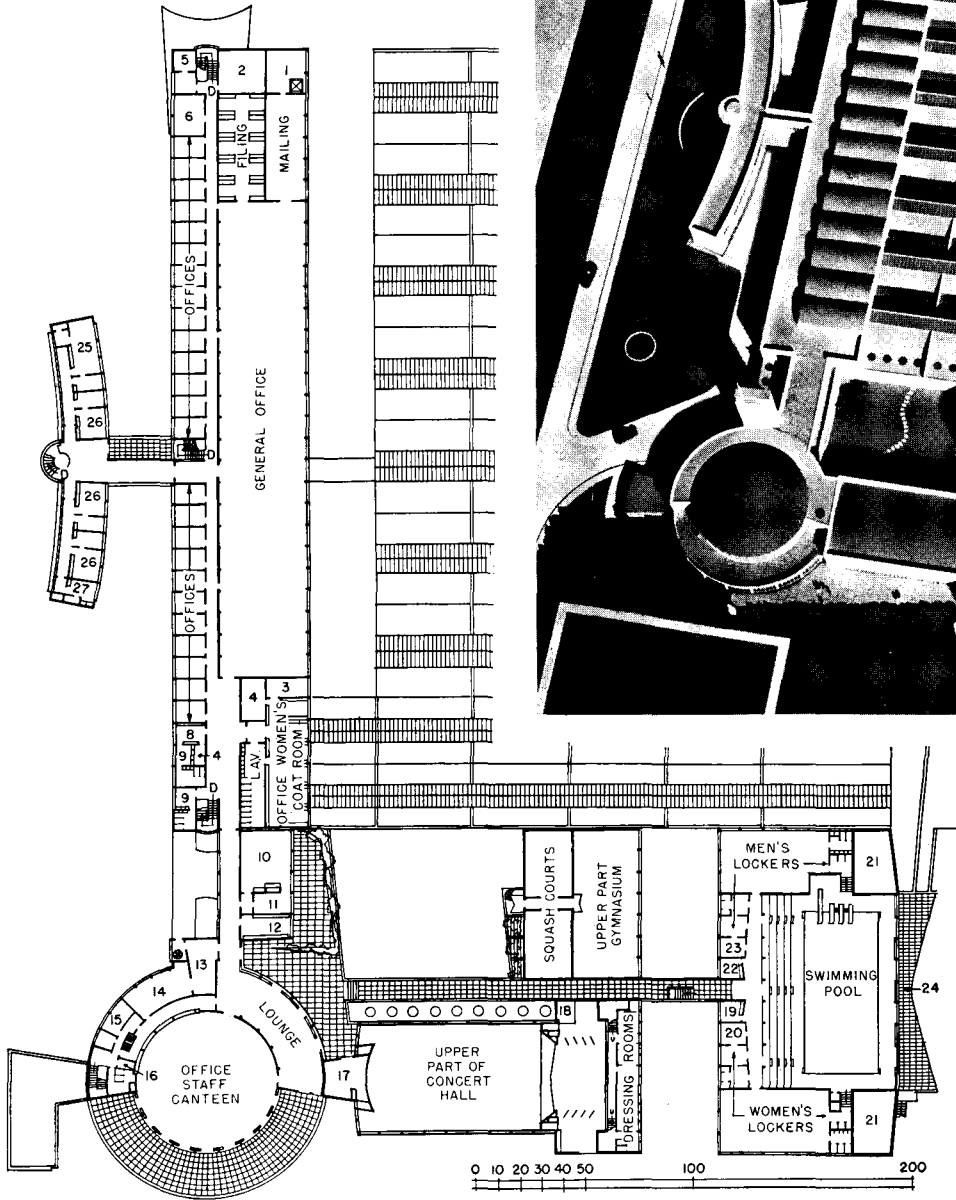 5
2
1
D
6
FILING
MAILING
OFFICES
25
26
D
GENERAL OFFICE
26
26
27
OFFICES
3
4
8
9
4
LAV.
OFFICE WOMEN'S
COAT ROOM
D
9
10
11
12
SQUASH COURTS
UPPER PART
GYMNASIUM
MEN'S
LOCKERS
21
23
22
SWIMMING
POOL
24
13
14
15
LOUNGE
16
OFFICE
STAFF
CANTEEN
17
UPPER
PART OF
CONCERT
HALL
18
DRESSING ROOMS
19
20
WOMEN'S
LOCKERS
21
0 10 20 30 40 50 100 200